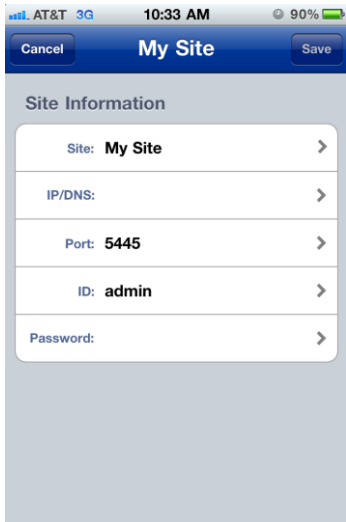 AT&T 3G 10:33 AM 90%
Cancel My Site Save
Site Information
Site: My Site
IP/DNS:
Port: 5445
ID: admin
Password: